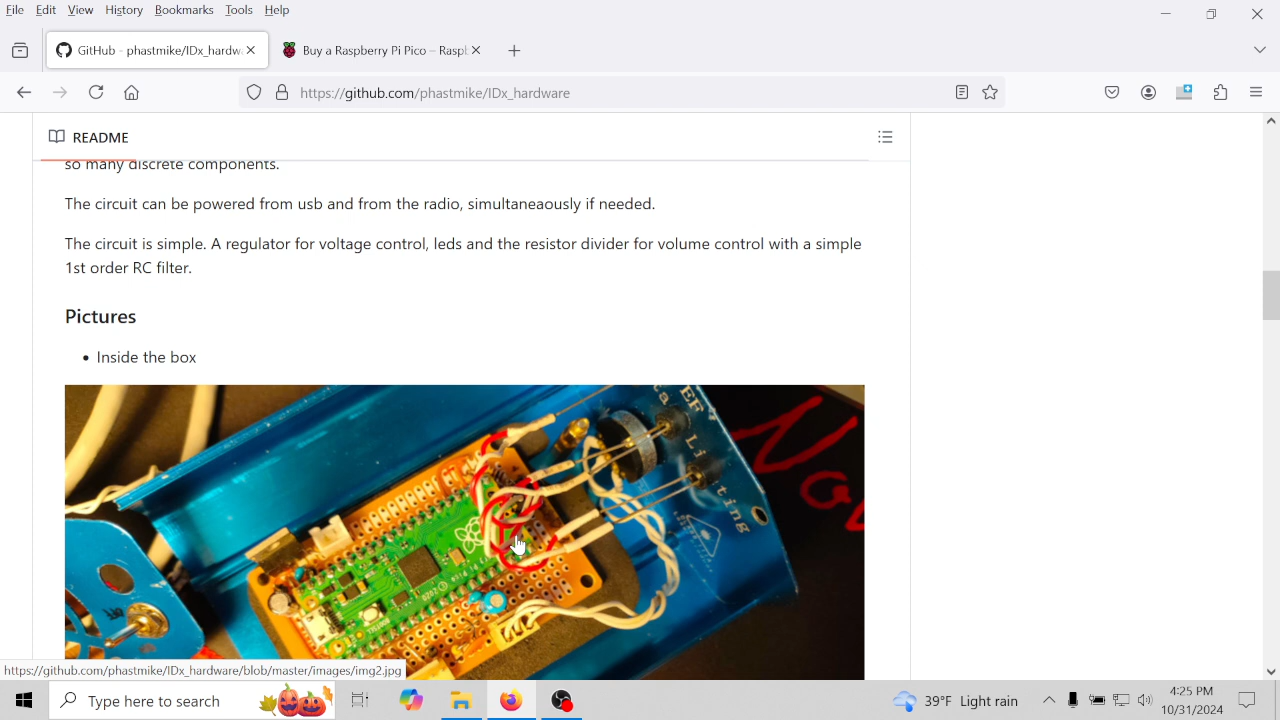 File Edit View History Bookmarks Tools Help
GitHub - phastmike/IDx_hardw
Buy a Raspberry Pi Pico – Raspl
https://github.com/phastmike/IDx_hardware
README
so many discrete components.
The circuit can be powered from usb and from the radio, simultaneaously if needed.
The circuit is simple. A regulator for voltage control, leds and the resistor divider for volume control with a simple
1st order RC filter.
Pictures
• Inside the box
https://github.com/phastmike/IDx_hardware/blob/master/images/img2.jpg
Type here to search
39°F Light rain
4:25 PM
10/31/2024